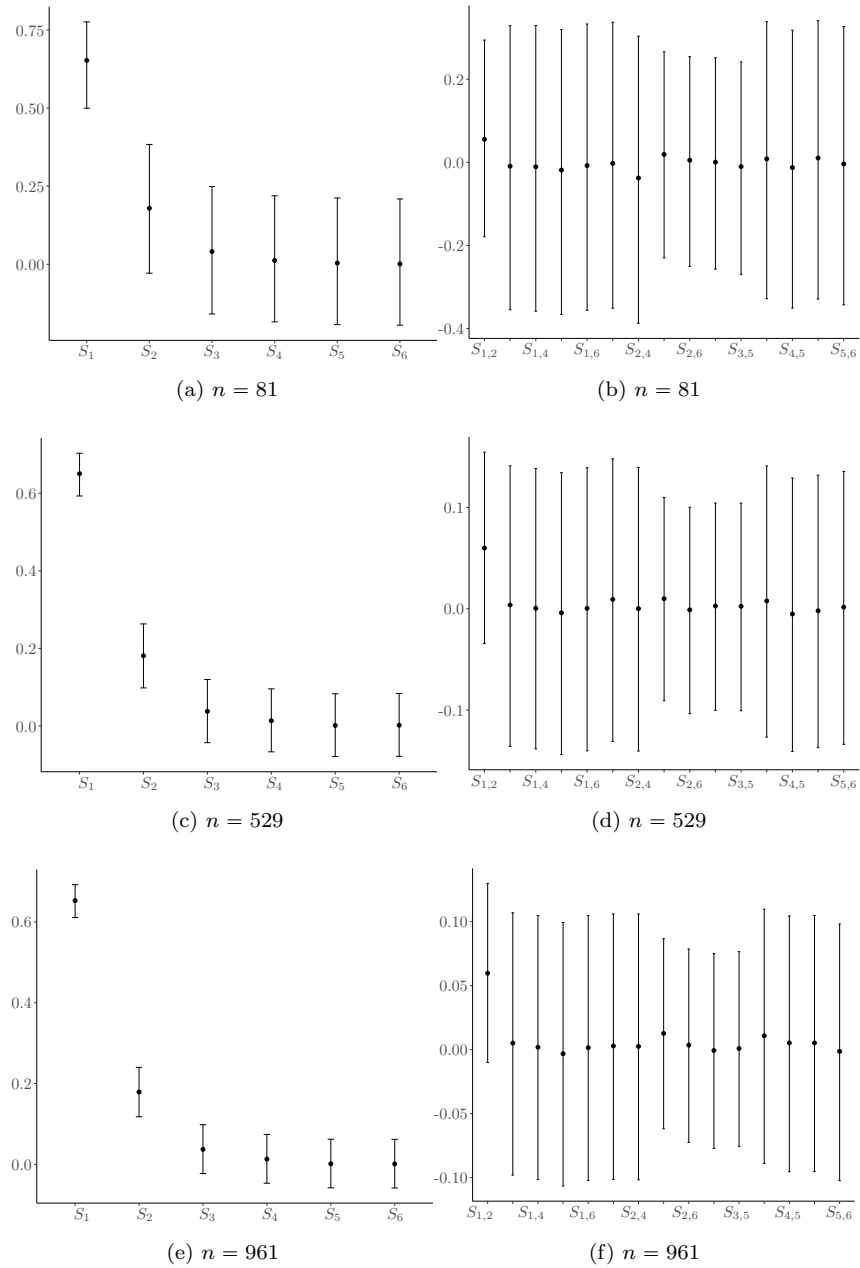 0.75
0.50
0.25
0.00
S₁ S₂ S₃ S₄ S₅ S₆
(a) n = 81
0.2
0.0
-0.2
-0.4
S₁,₂ S₁,₄ S₁,₆ S₂,₄ S₂,₆ S₃,₅ S₄,₅ S₅,₆
(b) n = 81
0.6
0.4
0.2
0.0
S₁ S₂ S₃ S₄ S₅ S₆
(c) n = 529
0.1
0.0
-0.1
S₁,₂ S₁,₄ S₁,₆ S₂,₄ S₂,₆ S₃,₅ S₄,₅ S₅,₆
(d) n = 529
0.6
0.4
0.2
0.0
S₁ S₂ S₃ S₄ S₅ S₆
(e) n = 961
0.10
0.05
0.00
-0.05
-0.10
S₁,₂ S₁,₄ S₁,₆ S₂,₄ S₂,₆ S₃,₅ S₄,₅ S₅,₆
(f) n = 961